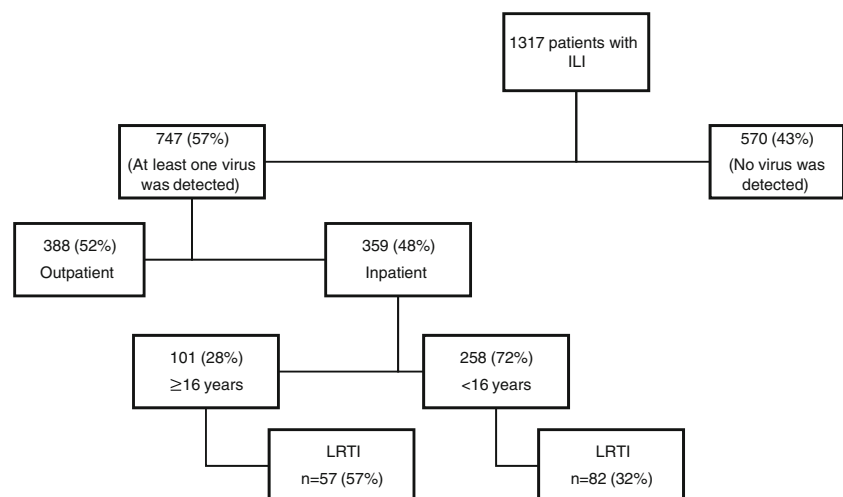 1317 patients with
ILI
747 (57%)
(At least one virus
was detected)
570 (43%)
(No virus was
detected)
388 (52%)
Outpatient
359 (48%)
Inpatient
101 (28%)
≥16 years
258 (72%)
<16 years
LRTI
n=57 (57%)
LRTI
n=82 (32%)